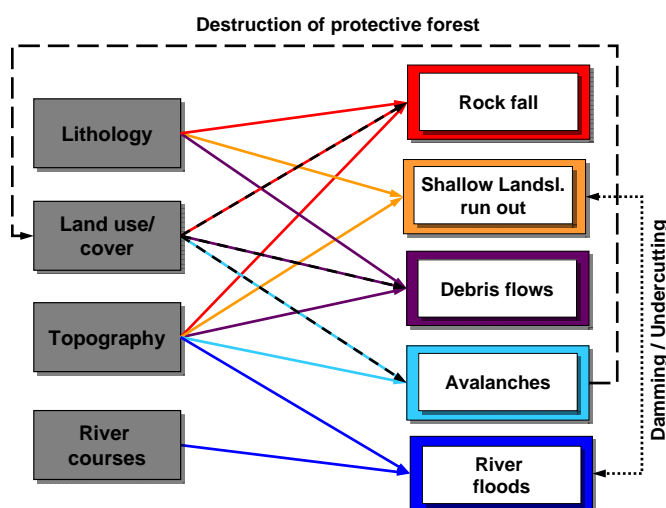 Destruction of protective forest
Lithology
Land use/
cover
Topography
River
courses
Rock fall
Shallow Landsl.
run out
Debris flows
Avalanches
River
floods
Damming / Undercutting